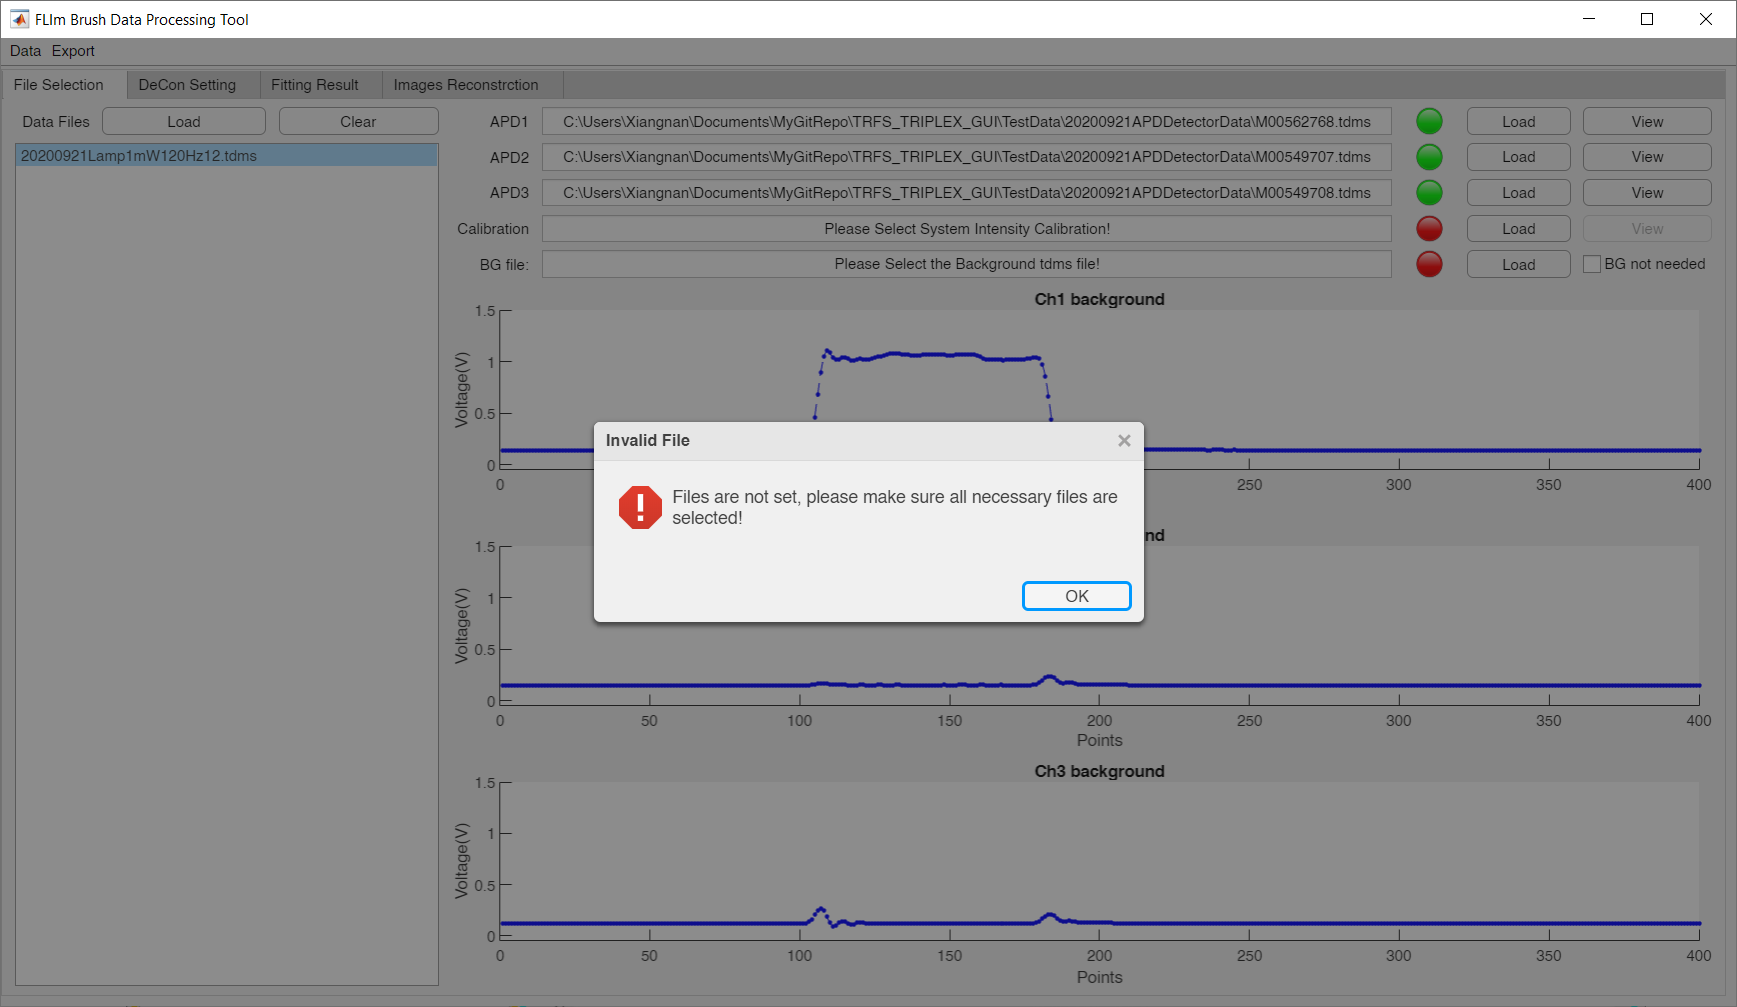 FLIm Brush Data Processing Tool
Data Export
File Selection DeCon Setting Fitting Result Images Reconstrction
Data Files Load Clear
20200921Lamp1mW120Hz12.tdms
APD1 C:\Users\Xiangnan\Documents\MyGitRepo\TRFS_TRIPLEX_GUI\TestData\20200921APDDetectorData\M00562768.tdms Load View
APD2 C:\Users\Xiangnan\Documents\MyGitRepo\TRFS_TRIPLEX_GUI\TestData\20200921APDDetectorData\M00549707.tdms Load View
APD3 C:\Users\Xiangnan\Documents\MyGitRepo\TRFS_TRIPLEX_GUI\TestData\20200921APDDetectorData\M00549708.tdms Load View
Calibration Please Select System Intensity Calibration! Load View
BG file: Please Select the Background tdms file! Load BG not needed
Ch1 background
Voltage(V)
1.5
1
0.5
0
0 250 300 350 400
Invalid File
Files are not set, please make sure all necessary files are
selected!
OK
nd
Voltage(V)
1.5
1
0.5
0
0 50 100 150 200 250 300 350 400
Points
Ch3 background
Voltage(V)
1.5
1
0.5
0
0 50 100 150 200 250 300 350 400
Points